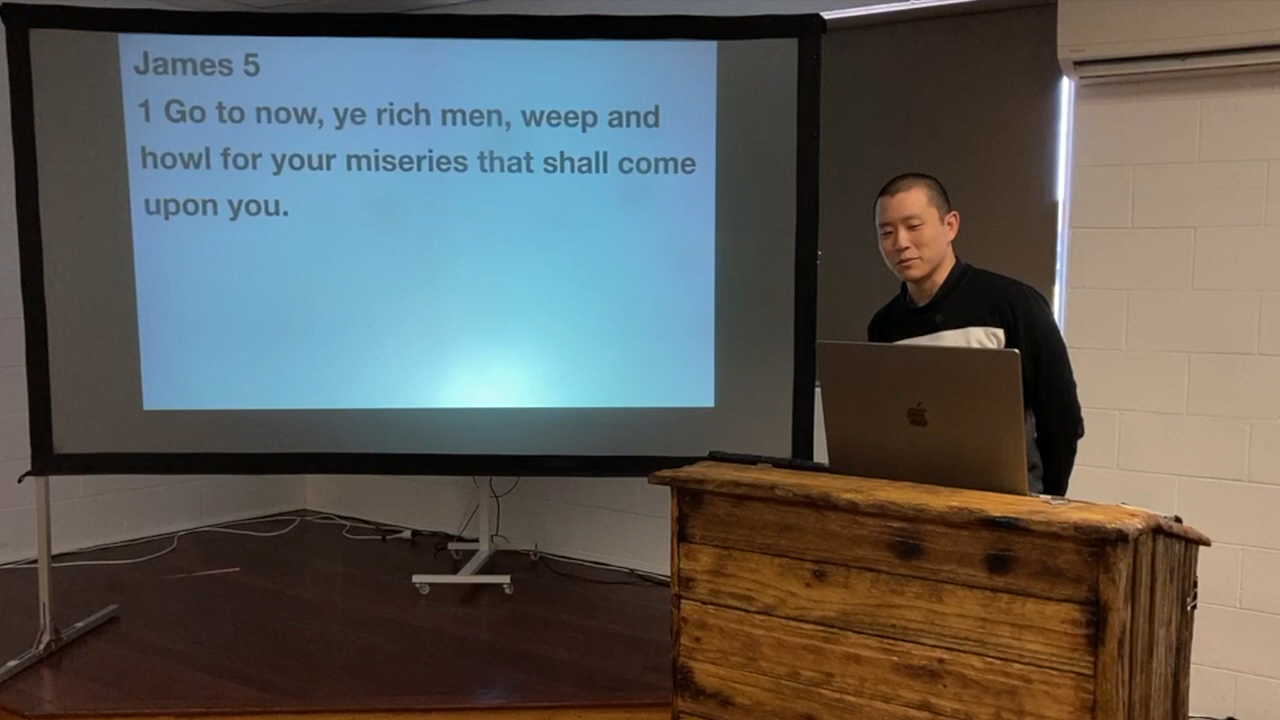 James 5
1 Go to now, ye rich men, weep and
howl for your miseries that shall come
upon you.